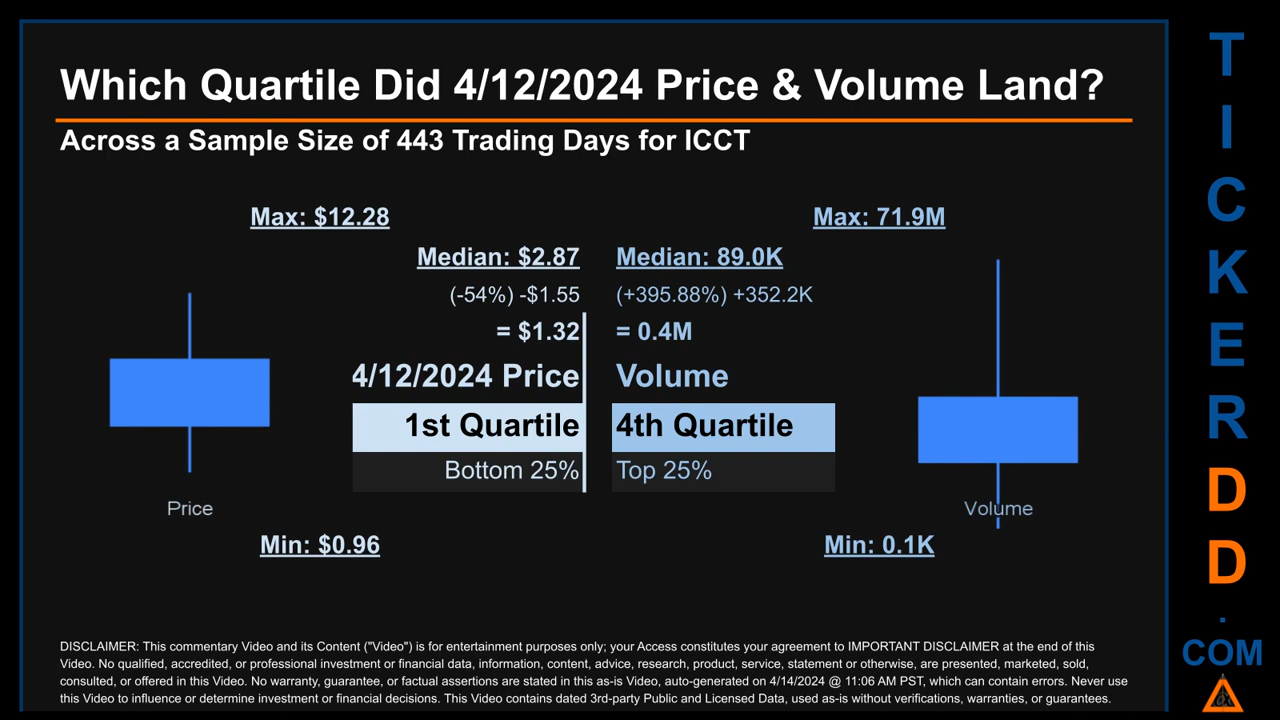 Which Quartile Did 4/12/2024 Price & Volume Land?
Across a Sample Size of 443 Trading Days for ICCT
Max: $12.28
Max: 71.9M
Median: $2.87
Median: 89.0K
(-54%) -$1.55
(+395.88%) +352.2K
= $1.32
= 0.4M
4/12/2024 Price
Volume
1st Quartile
4th Quartile
Bottom 25%
Top 25%
Price
Volume
Min: $0.96
Min: 0.1K
DISCLAIMER: This commentary Video and its Content ("Video") is for entertainment purposes only; your Access constitutes your agreement to IMPORTANT DISCLAIMER at the end of this
Video. No qualified, accredited, or professional investment or financial data, information, content, advice, research, product, service, statement or otherwise, are presented, marketed, sold,
consulted, or offered in this Video. No warranty, guarantee, or factual assertions are stated in this as-is Video, auto-generated on 4/14/2024 @ 11:06 AM PST, which can contain errors. Never use
this Video to influence or determine investment or financial decisions. This Video contains dated 3rd-party Public and Licensed Data, used as-is without verifications, warranties, or guarantees.
T
I
C
K
E
R
D
D
.
COM